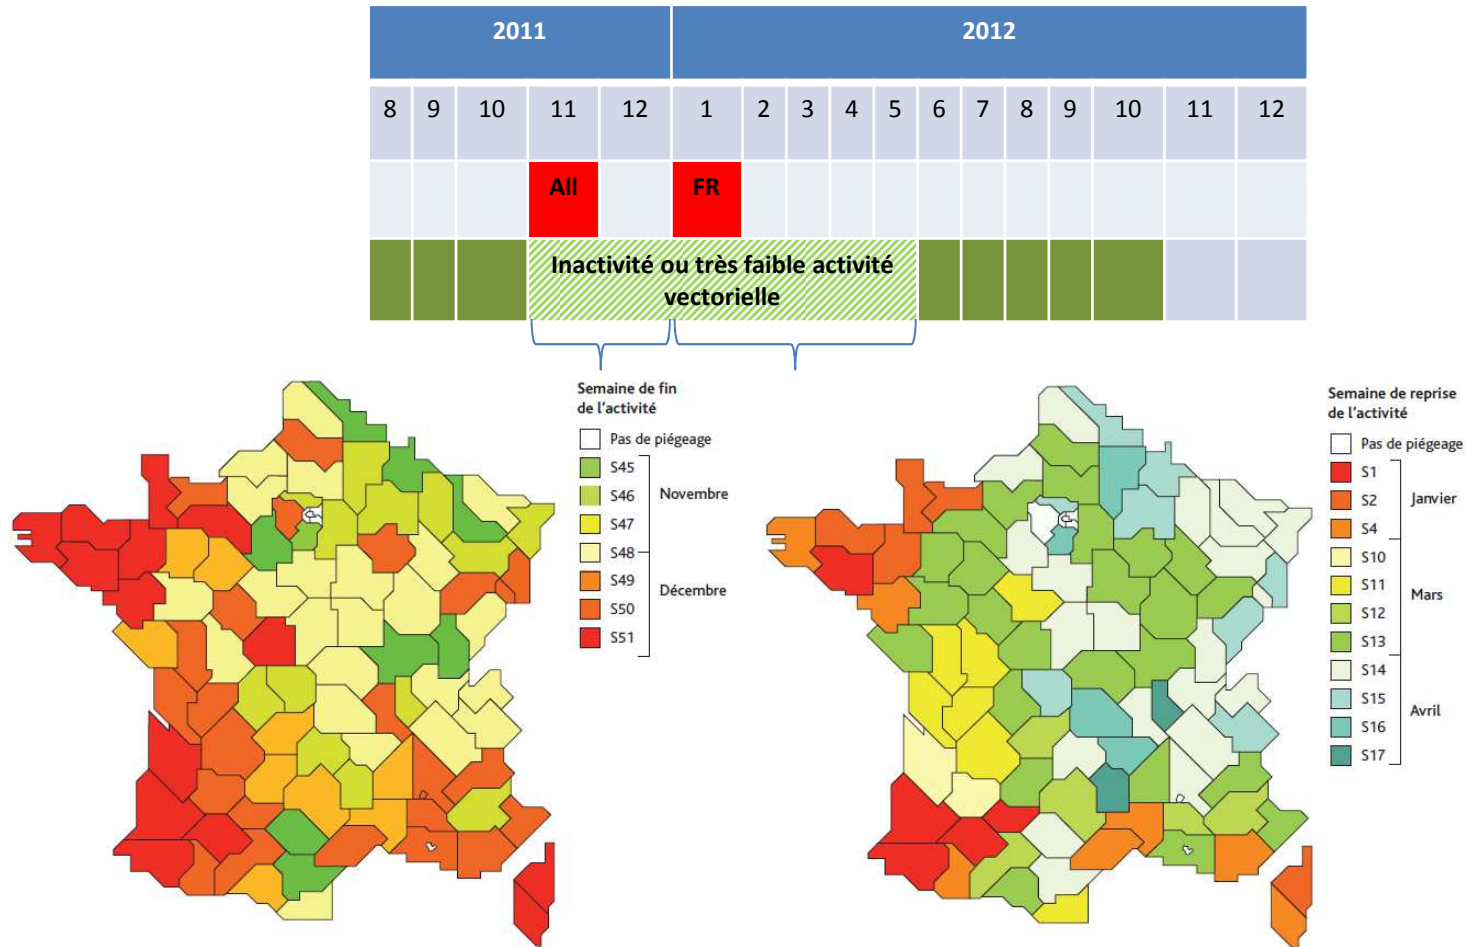 2011 2012
8 9 10 11 12 1 2 3 4 5 6 7 8 9 10 11 12
All FR
Inactivité ou très faible activité
vectorielle
Semaine de fin
de l'activité
Pas de piégeage
S45
S46
S47
S48
S49
S50
S51
Novembre
Décembre
Semaine de reprise
de l'activité
Pas de piégeage
S1
S2
S4
S10
S11
S12
S13
S14
S15
S16
S17
Janvier
Mars
Avril